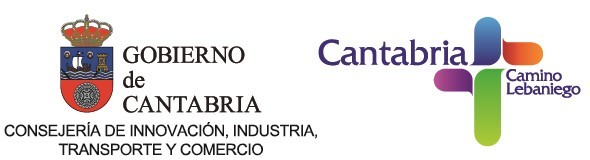 GOBIERNO
de
CANTABRIA
CONSEJERÍA DE INNOVACIÓN, INDUSTRIA,
TRANSPORTE Y COMERCIO
Cantabria
Camino
Lebaniego